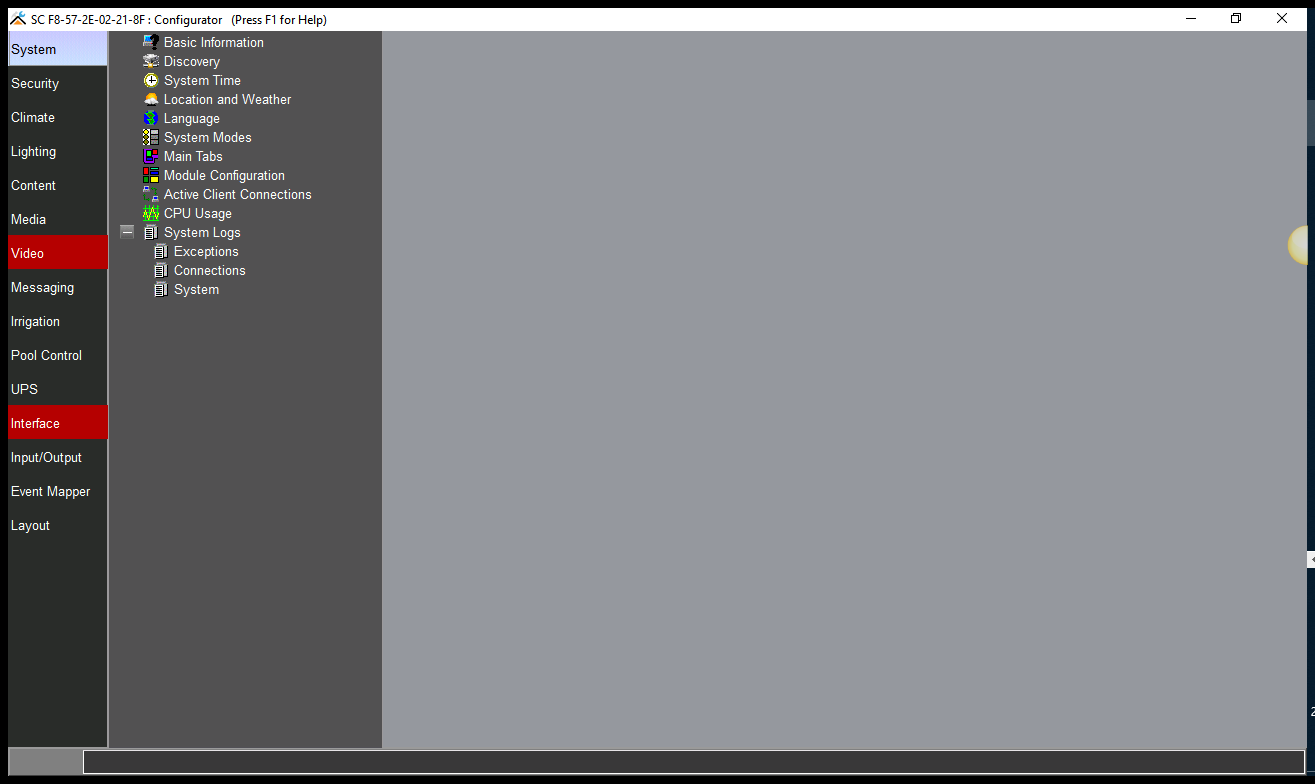 SC F8-57-2E-02-21-8F : Configurator (Press F1 for Help)
System
Security
Climate
Lighting
Content
Media
Video
Messaging
Irrigation
Pool Control
UPS
Interface
Input/Output
Event Mapper
Layout
Basic Information
Discovery
System Time
Location and Weather
Language
System Modes
Main Tabs
Module Configuration
Active Client Connections
CPU Usage
System Logs
Exceptions
Connections
System